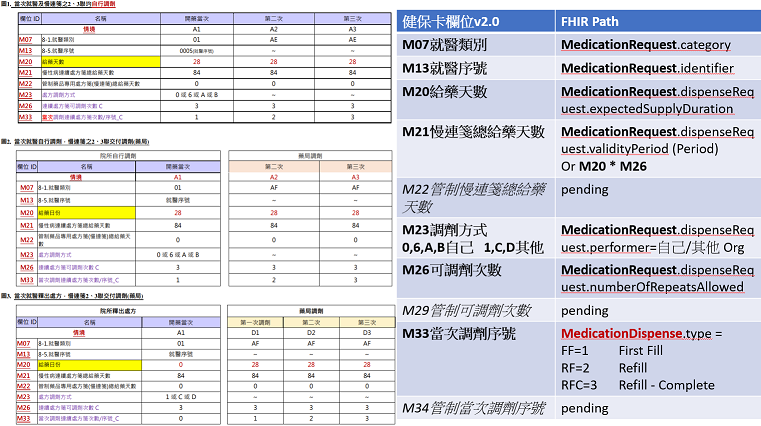 圖1. 當次就醫及慢連箋之2、3聯均自行調劑
欄位 ID 名稱 開藥當次 第二次 第三次
情境 A1 A2 A3
M07 8-1.就醫類別 01 AE AE
M13 8-5.就醫序號 0005(就醫序號) – –
M20 給藥天數 28 28 28
M21 慢性病連續處方箋總給藥天數 84 84 84
M22 管制藥品專用處方箋(慢連箋)總給藥天數 0 0 0
M23 處方調劑方式 0 或 6 或 A 或 B – –
M26 連續處方箋可調劑次數 C 3 3 3
M33 當次調劑連續處方箋次數/序號_C 1 2 3
圖2. 當次就醫自行調劑，慢連箋之2、3聯交付調劑(藥局)
院所自行調劑 藥局調劑
欄位 ID 名稱 開藥當次 第二次 第三次
情境 A1 A2 A3
M07 8-1.就醫類別 01 AF AF
M13 8-5.就醫序號 就醫序號 – –
M20 給藥日份 28 28 28
M21 慢性病連續處方箋總給藥天數 84 84 84
M22 管制藥品專用處方箋(慢連箋)總給藥天數 0 0 0
M23 處方調劑方式 0 或 6 或 A 或 B – –
M26 連續處方箋可調劑次數 C 3 3 3
M33 當次調劑連續處方箋次數/序號_C 1 2 3
圖3. 當次就醫釋出處方，慢連箋2、3聯交付調劑(藥局)
院所釋出處方 藥局調劑
欄位 ID 名稱 開藥當次 第一次調劑 第二次 第三次
情境 A1 D1 D2 D3
M07 8-1.就醫類別 01 AF AF AF
M13 8-5.就醫序號 就醫序號 – – –
M20 給藥日份 0 28 28 28
M21 慢性病連續處方箋總給藥天數 84 84 84 84
M22 管制藥品專用處方箋(慢連箋)總給藥天數 0 0 0 0
M23 處方調劑方式 1 或 C 或 D – – –
M26 連續處方箋可調劑次數 C 3 3 3 3
M33 當次調劑連續處方箋次數/序號_C 0 1 2 3
健保卡欄位v2.0 FHIR Path
M07就醫類別 MedicationRequest.category
M13就醫序號 MedicationRequest.identifier
M20給藥天數 MedicationRequest.dispenseReq
uest.expectedSupplyDuration
M21慢連箋總給藥天數 MedicationRequest.dispenseReq
uest.validityPeriod (Period)
Or M20 * M26
M22管制慢連箋總給藥 pending
天數
M23調劑方式 MedicationRequest.dispenseReq
0,6,A,B自己 1,C,D其他 uest.performer=自己/其他 Org
M26可調劑次數 MedicationRequest.dispenseReq
uest.numberOfRepeatsAllowed
M29管制可調劑次數 pending
M33當次調劑序號 MedicationDispense.type =
FF=1 First Fill
RF=2 Refill
RFC=3 Refill - Complete
M34管制當次調劑序號 pending